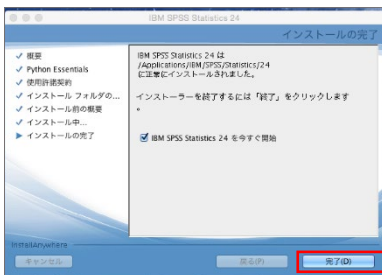 IBM SPSS Statistics 24
インストールの完了
概要
Python Essentials
使用許諾契約
インストール フォルダの...
インストール前の概要
インストール中...
インストールの完了
IBM SPSS Statistics 24 は
/Applications/IBM/SPSS/Statistics/24
に正常にインストールされました。
インストーラーを終了するには「終了」をクリックします
。
IBM SPSS Statistics 24 を今すぐ開始
InstallAnywhere
キャンセル
戻る(P)
完了(D)